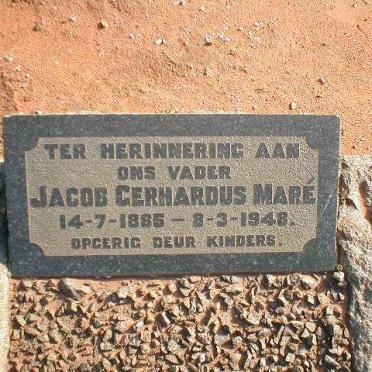 TER HERINNERING AAN
ONS VADER
JACOB GERHARDUS MARÉ
14-7-1885 - 8-3-1948.
OPGERIG DEUR KINDERS.